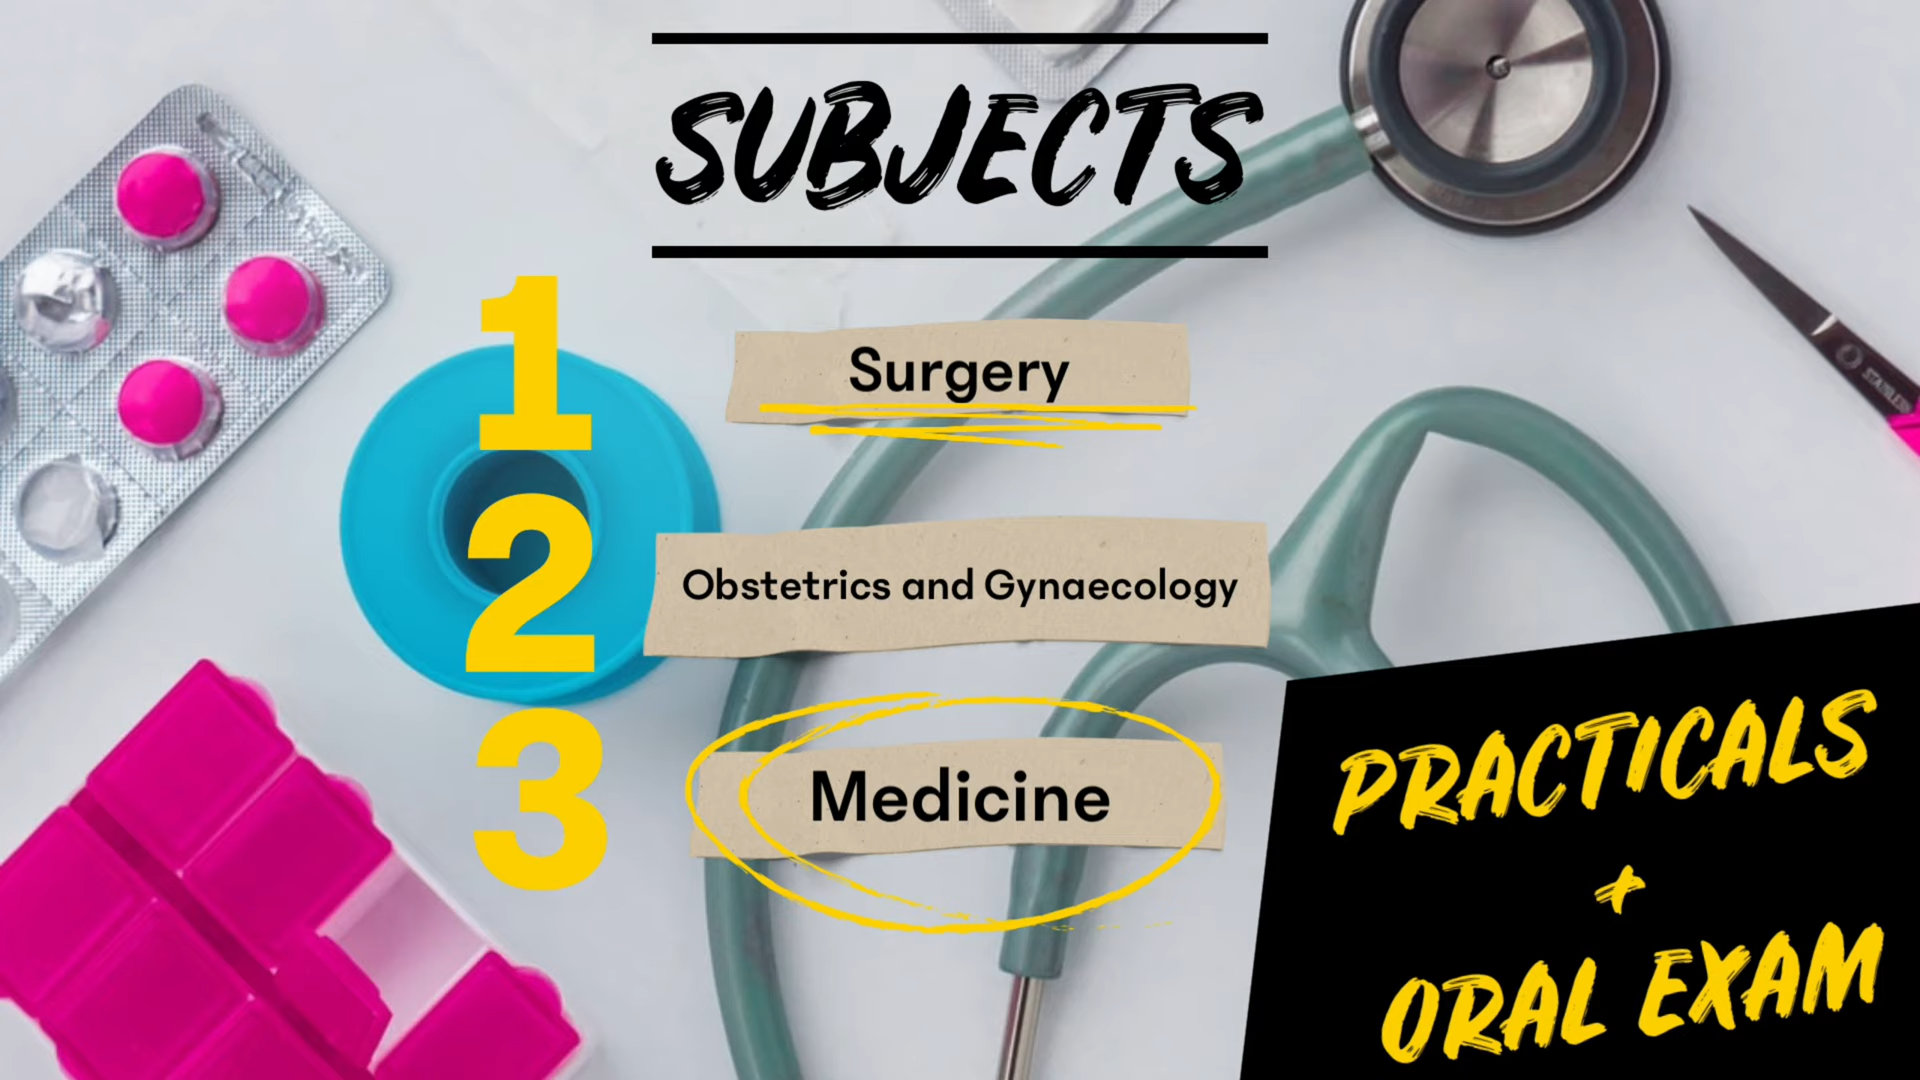 SUBJECTS
1
Surgery
2
Obstetrics and Gynaecology
3
Medicine
PRACTICALS
+
ORAL EXAM